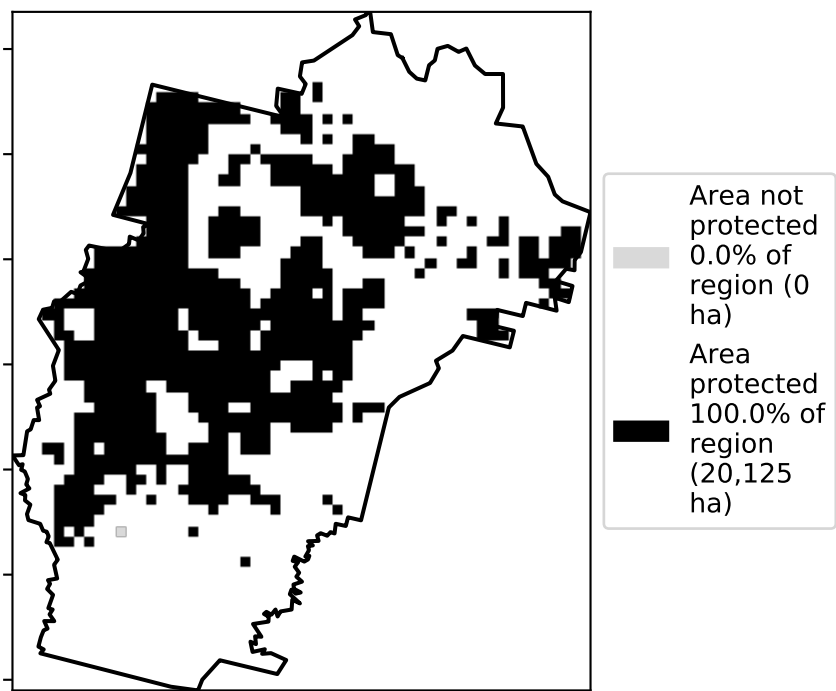 Area not
protected
0.0% of
region (0
ha)
Area
protected
100.0% of
region
(20,125
ha)